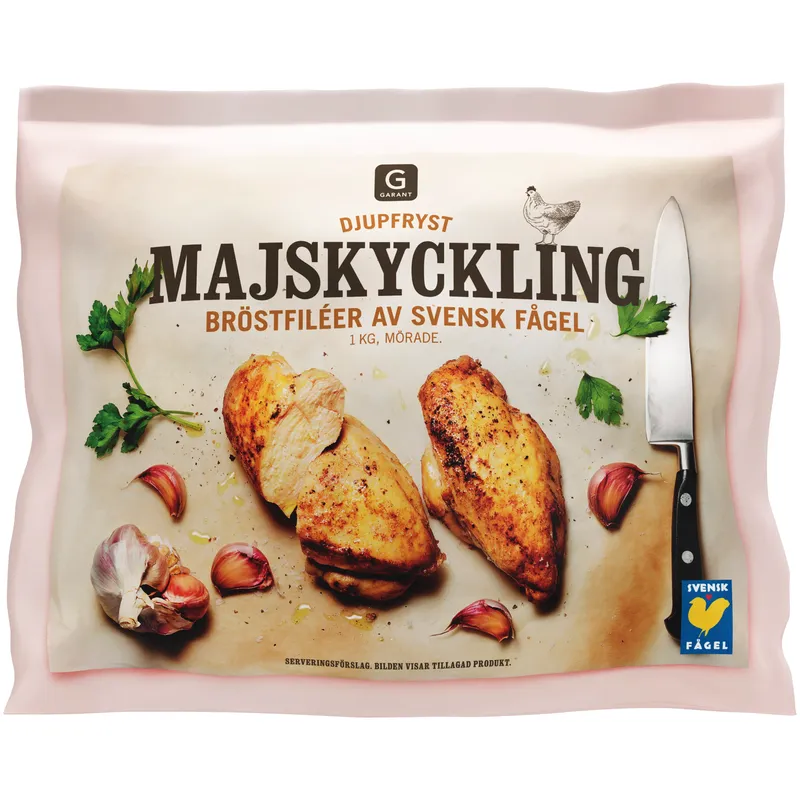 G
GARANT
DJUPFRYST
MAJSKYCKLING
BRÖSTFILÉER AV SVENSK FÅGEL
1 KG, MÖRADE.
SVENSK
FÅGEL
SERVERINGSFÖRSLAG. BILDEN VISAR TILLAGAD PRODUKT.